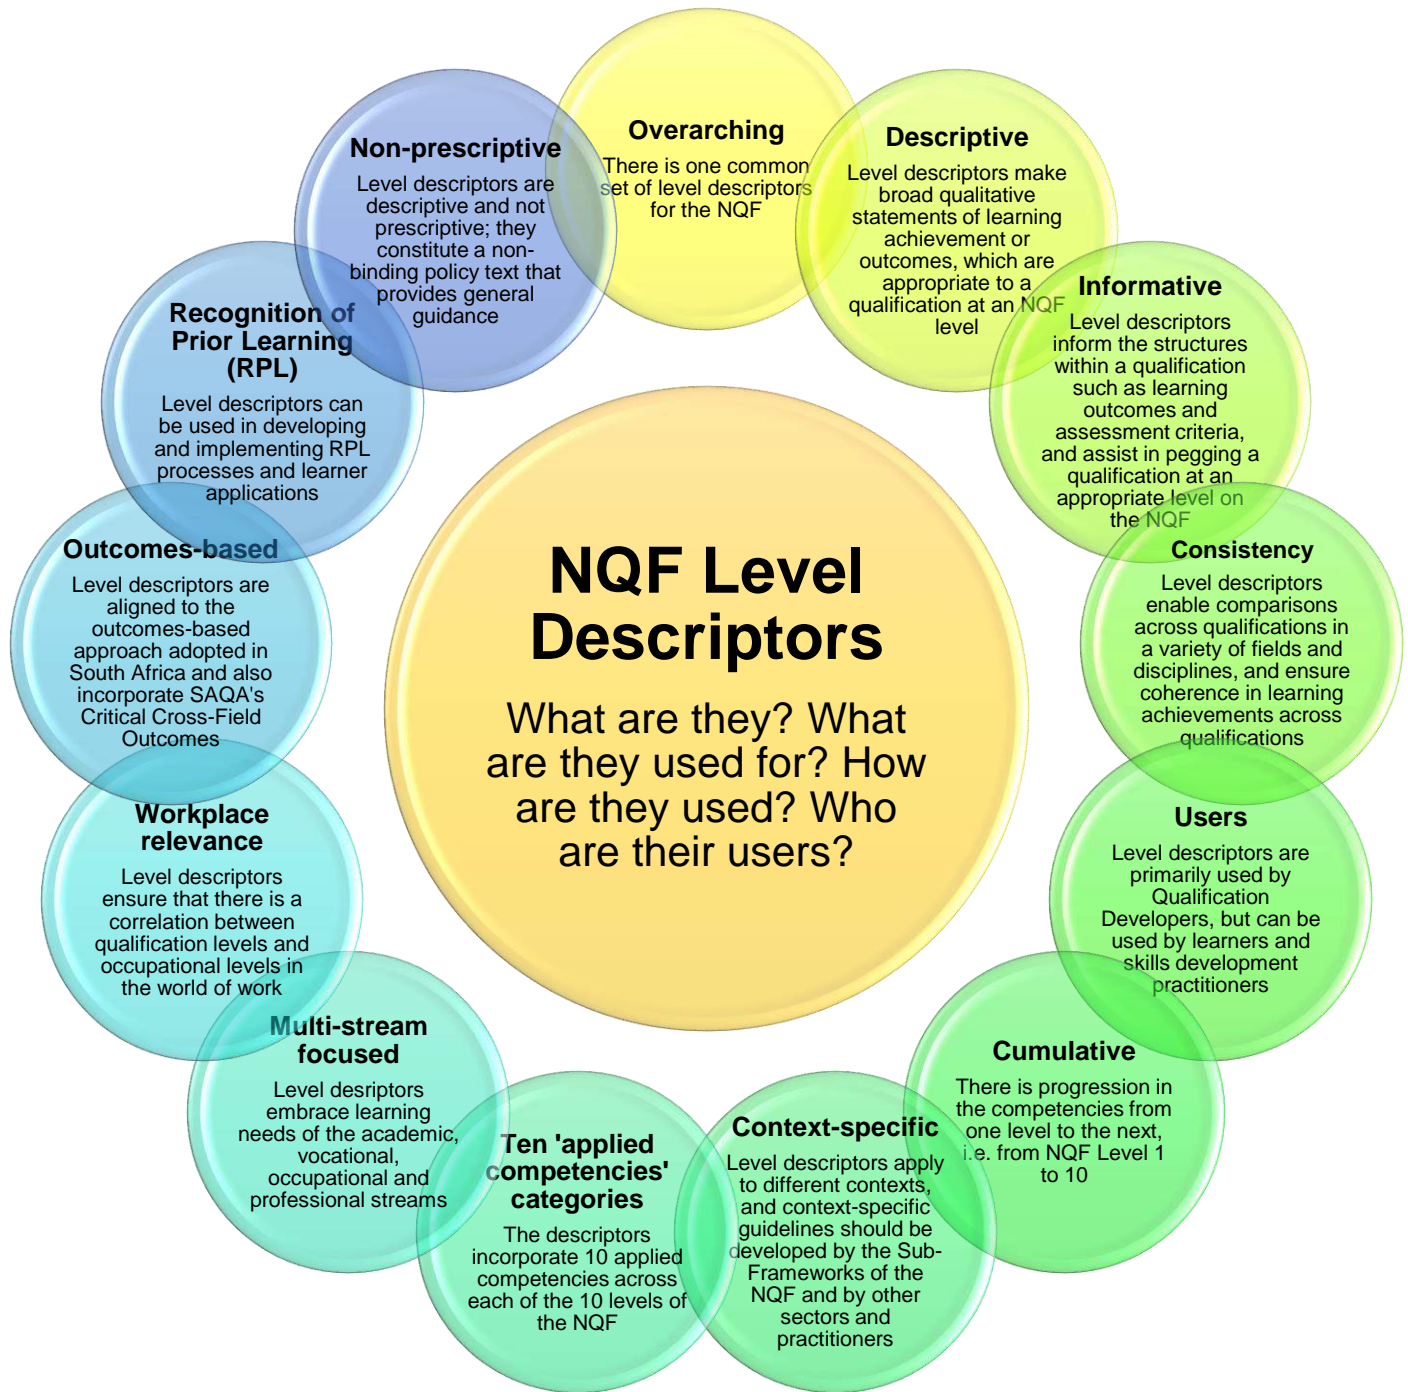 Overarching
There is one common
set of level descriptors
for the NQF
Descriptive
Level descriptors make
broad qualitative
statements of learning
achievement or
outcomes, which are
appropriate to a
qualification at an NQF
level
Informative
Level descriptors
inform the structures
within a qualification
such as learning
outcomes and
assessment criteria,
and assist in pegging a
qualification at an
appropriate level on
the NQF
Consistency
Level descriptors
enable comparisons
across qualifications in
a variety of fields and
disciplines, and ensure
coherence in learning
achievements across
qualifications
Users
Level descriptors are
primarily used by
Qualification
Developers, but can be
used by learners and
skills development
practitioners
Cumulative
There is progression in
the competencies from
one level to the next,
i.e. from NQF Level 1
to 10
Context-specific
Level descriptors apply
to different contexts,
and context-specific
guidelines should be
developed by the Sub-
Frameworks of the
NQF and by other
sectors and
practitioners
Ten 'applied
competencies'
categories
The descriptors
incorporate 10 applied
competencies across
each of the 10 levels of
the NQF
Multi-stream
focused
Level desriptors
embrace learning
needs of the academic,
vocational,
occupational and
professional streams
Workplace
relevance
Level descriptors
ensure that there is a
correlation between
qualification levels and
occupational levels in
the world of work
Outcomes-based
Level descriptors are
aligned to the
outcomes-based
approach adopted in
South Africa and also
incorporate SAQA's
Critical Cross-Field
Outcomes
Recognition of
Prior Learning
(RPL)
Level descriptors can
be used in developing
and implementing RPL
processes and learner
applications
Non-prescriptive
Level descriptors are
descriptive and not
prescriptive; they
constitute a non-
binding policy text that
provides general
guidance
NQF Level
Descriptors
What are they? What
are they used for? How
are they used? Who
are their users?